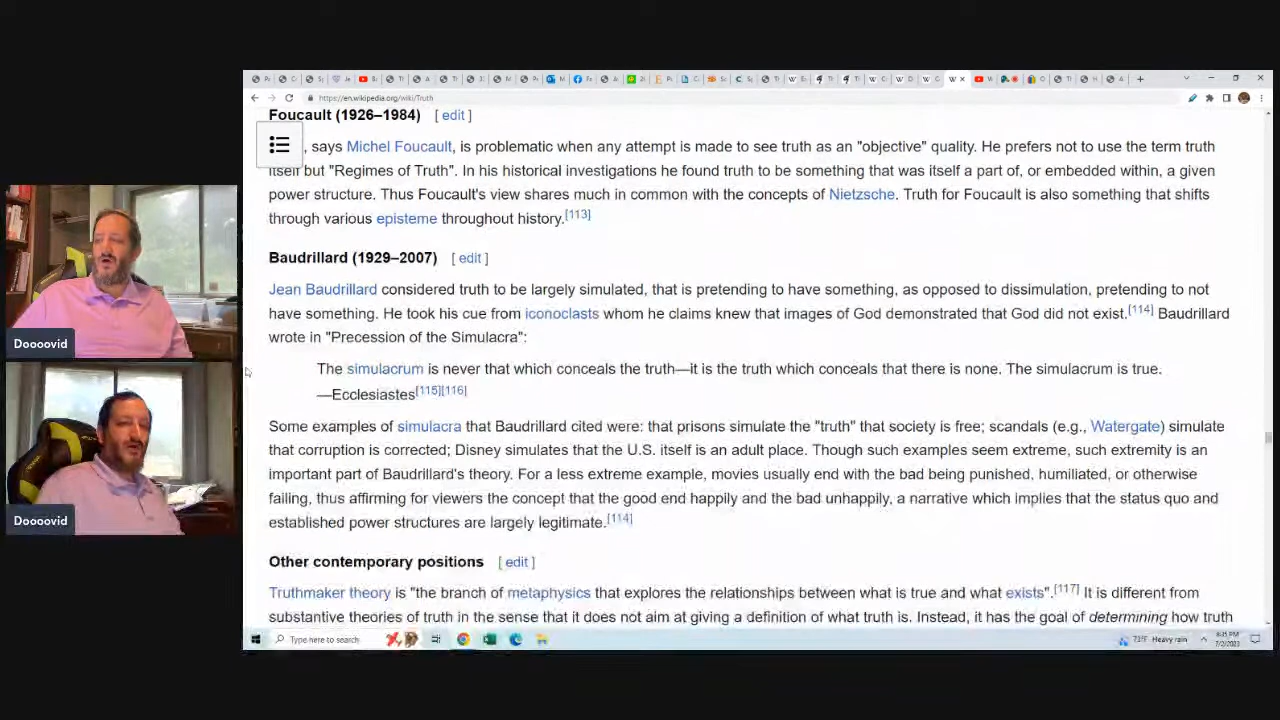 https://en.wikipedia.org/wiki/Truth
Foucault (1926–1984) [ edit ]
, says Michel Foucault, is problematic when any attempt is made to see truth as an "objective" quality. He prefers not to use the term truth
itself but "Regimes of Truth". In his historical investigations he found truth to be something that was itself a part of, or embedded within, a given
power structure. Thus Foucault's view shares much in common with the concepts of Nietzsche. Truth for Foucault is also something that shifts
through various episteme throughout history.[113]
Baudrillard (1929–2007) [ edit ]
Jean Baudrillard considered truth to be largely simulated, that is pretending to have something, as opposed to dissimulation, pretending to not
have something. He took his cue from iconoclasts whom he claims knew that images of God demonstrated that God did not exist.[114] Baudrillard
wrote in "Precession of the Simulacra":
The simulacrum is never that which conceals the truth—it is the truth which conceals that there is none. The simulacrum is true.
—Ecclesiastes[115][116]
Some examples of simulacra that Baudrillard cited were: that prisons simulate the "truth" that society is free; scandals (e.g., Watergate) simulate
that corruption is corrected; Disney simulates that the U.S. itself is an adult place. Though such examples seem extreme, such extremity is an
important part of Baudrillard's theory. For a less extreme example, movies usually end with the bad being punished, humiliated, or otherwise
failing, thus affirming for viewers the concept that the good end happily and the bad unhappily, a narrative which implies that the status quo and
established power structures are largely legitimate.[114]
Other contemporary positions [ edit ]
Truthmaker theory is "the branch of metaphysics that explores the relationships between what is true and what exists".[117] It is different from
substantive theories of truth in the sense that it does not aim at giving a definition of what truth is. Instead, it has the goal of determining how truth
Doooovid
Doooovid
Type here to search
73°F Heavy rain
8:45 PM
7/2/2023